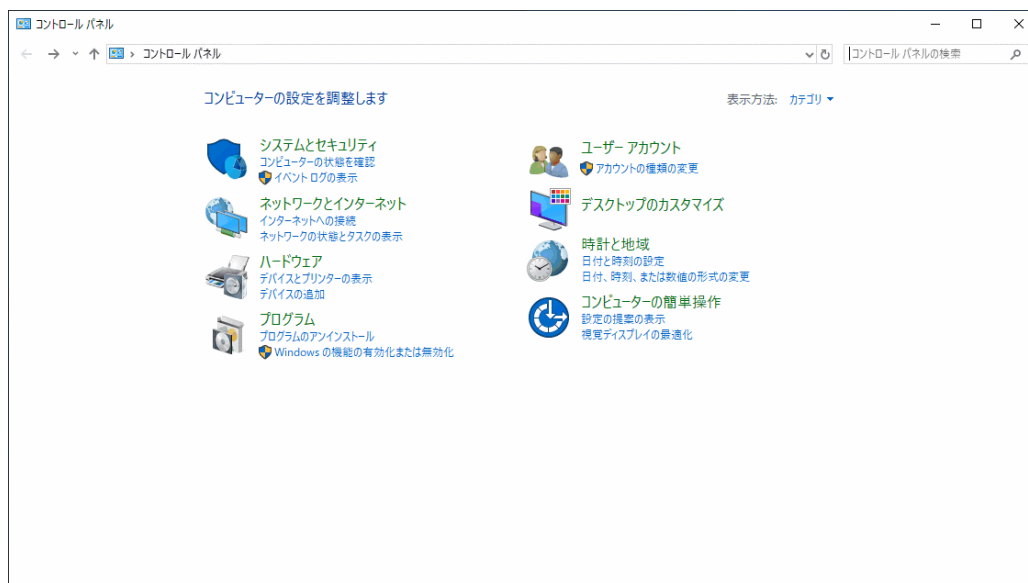 コントロール パネル
コントロール パネル
コントロール パネルの検索
コンピューターの設定を調整します
表示方法: カテゴリ
システムとセキュリティ
コンピューターの状態を確認
イベント ログの表示
ネットワークとインターネット
インターネットへの接続
ネットワークの状態とタスクの表示
ハードウェア
デバイスとプリンターの表示
デバイスの追加
プログラム
プログラムのアンインストール
Windows の機能の有効化または無効化
ユーザー アカウント
アカウントの種類の変更
デスクトップのカスタマイズ
時計と地域
日付と時刻の設定
日付、時刻、または数値の形式の変更
コンピューターの簡単操作
設定の提案の表示
視覚ディスプレイの最適化